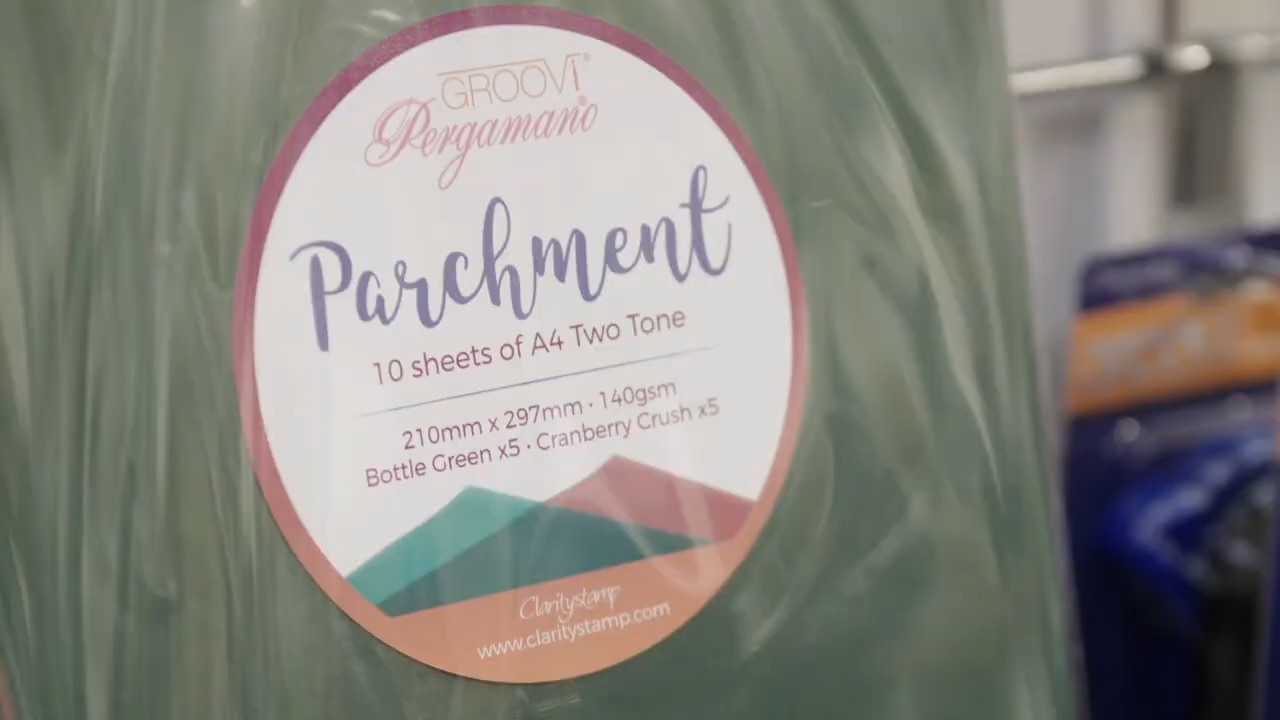 GROOVI®
Pergamano®
Parchment
10 sheets of A4 Two Tone
210mm x 297mm · 140gsm
Bottle Green x5 · Cranberry Crush x5
Claritystamp
www.claritystamp.com